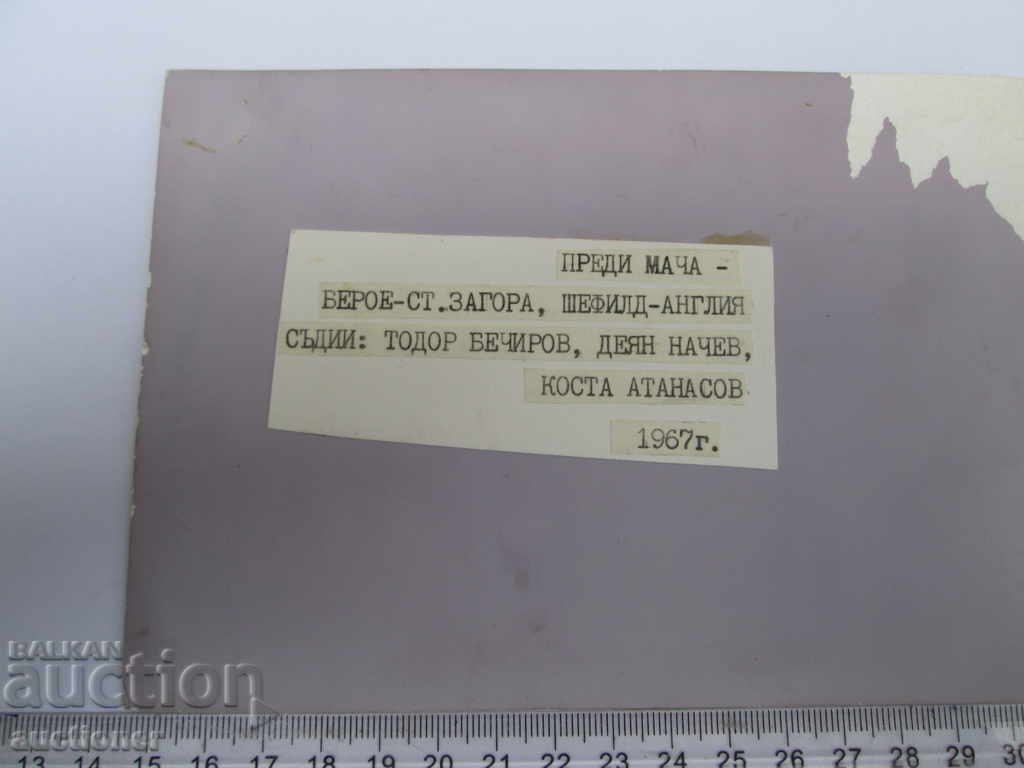 ПРЕДИ МАЧА -
БЕРОЕ-СТ.ЗАГОРА, ШЕФИЛД-АНГЛИЯ
СЪДИИ: ТОДОР БЕЧИРОВ, ДЕЯН НАЧЕВ,
КОСТА АТАНАСОВ
1967г.
BALKAN
auction
auctioner
13 14 15 16 17 18 19 20 21 22 23 24 25 26 27 28 29 30